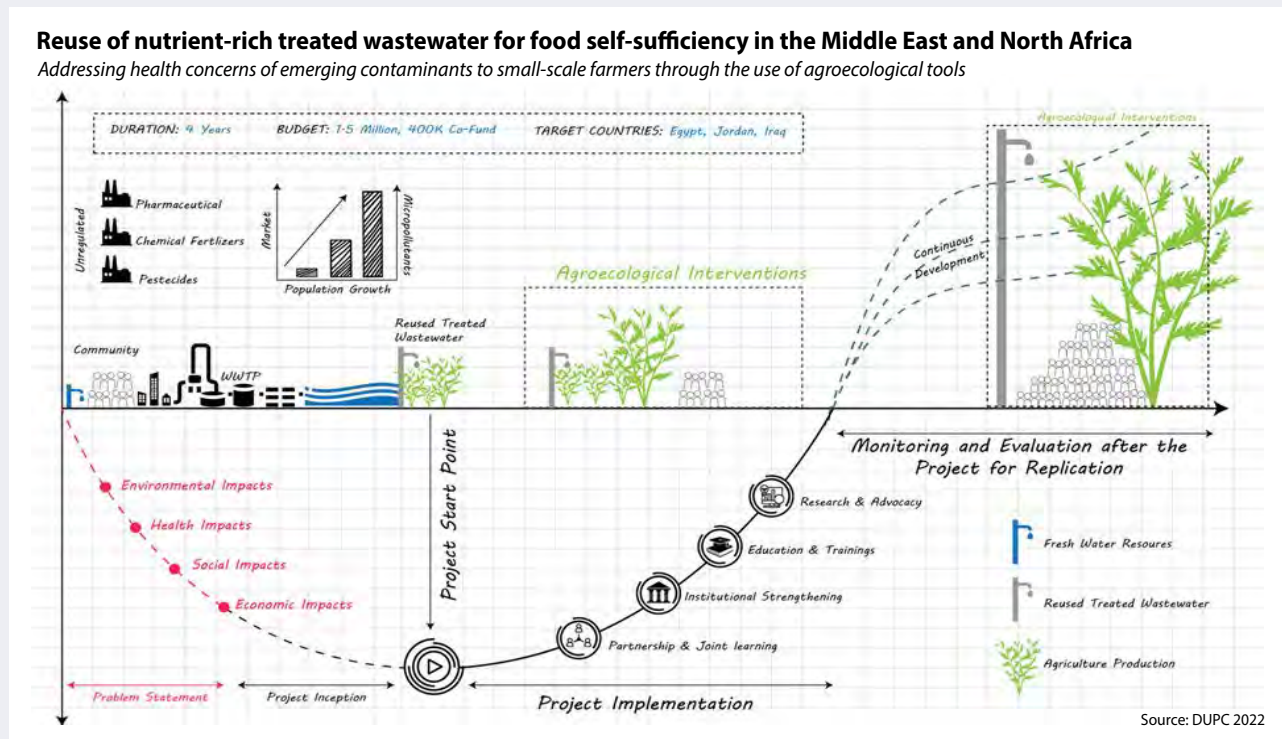 Reuse of nutrient-rich treated wastewater for food self-sufficiency in the Middle East and North Africa
Addressing health concerns of emerging contaminants to small-scale farmers through the use of agroecological tools
DURATION: 4 Years
BUDGET: 1.5 Million, 400K Co-Fund
TARGET COUNTRIES: Egypt, Jordan, Iraq
Agroecological Interventions
Unregulated
Pharmaceutical
Chemical Fertlizers
Pestecides
Market
Micropollutants
Population Growth
Agroecological Interventions
Continuous
Development
Reused Treated
Wastewater
Community
WWTP
Monitoring and Evaluation after the
Project for Replication
Project Start Point
Environmental Impacts
Health Impacts
Social Impacts
Economic Impacts
Research & Advocacy
Education & Trainings
Institutional Strengthening
Partnership & Joint learning
Fresh Water Resoures
Reused Treated Wastewater
Agriculture Production
Problem Statement
Project Inception
Project Implementation
Source: DUPC 2022